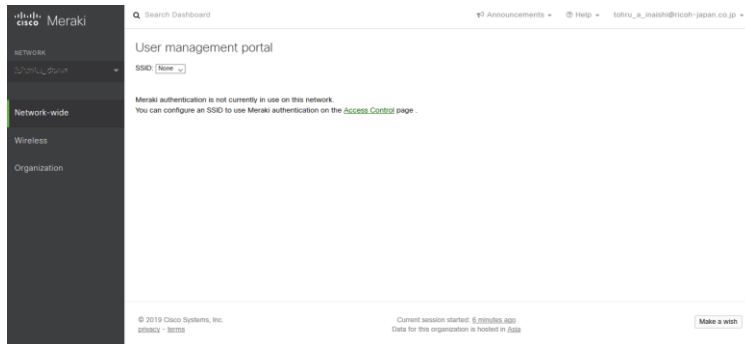 cisco Meraki
Search Dashboard
Announcements
Help
tohru_a_inaishi@ricoh-japan.co.jp
NETWORK
Network-wide
Wireless
Organization
User management portal
SSID: None
Meraki authentication is not currently in use on this network.
You can configure an SSID to use Meraki authentication on the Access Control page .
© 2019 Cisco Systems, Inc.
privacy - terms
Current session started: 6 minutes ago
Data for this organization is hosted in Asia
Make a wish